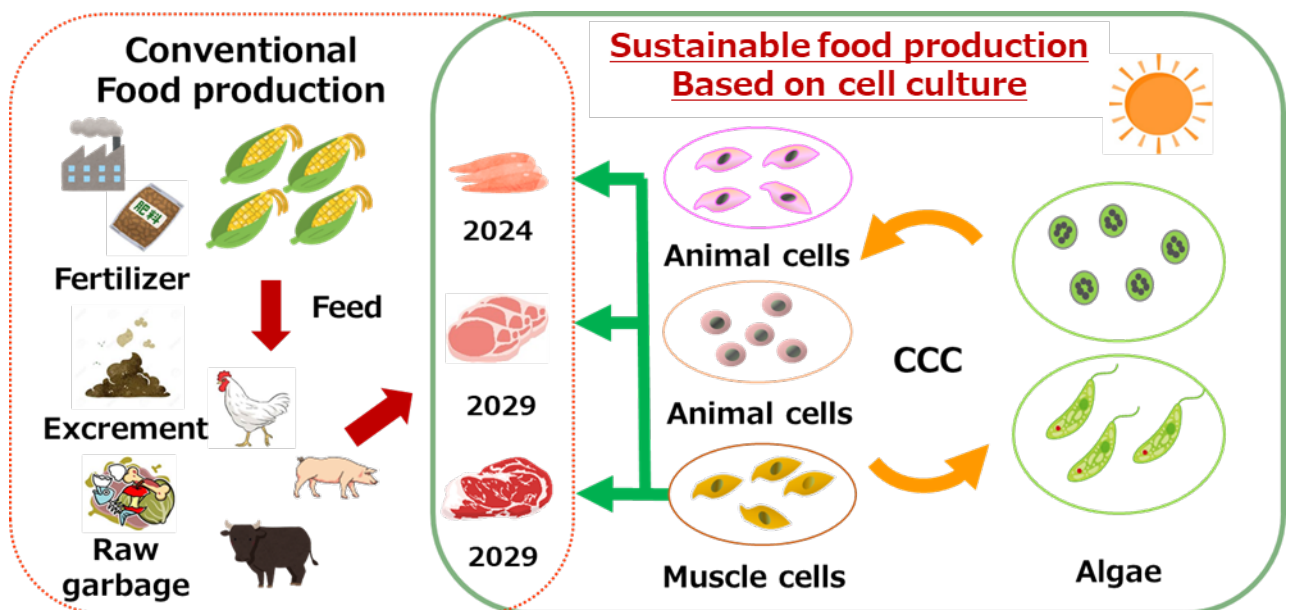 Conventional
Food production
肥料
Fertilizer
Feed
Excrement
Raw
garbage
2024
2029
2029
Sustainable food production
Based on cell culture
Animal cells
Animal cells
Muscle cells
CCC
Algae